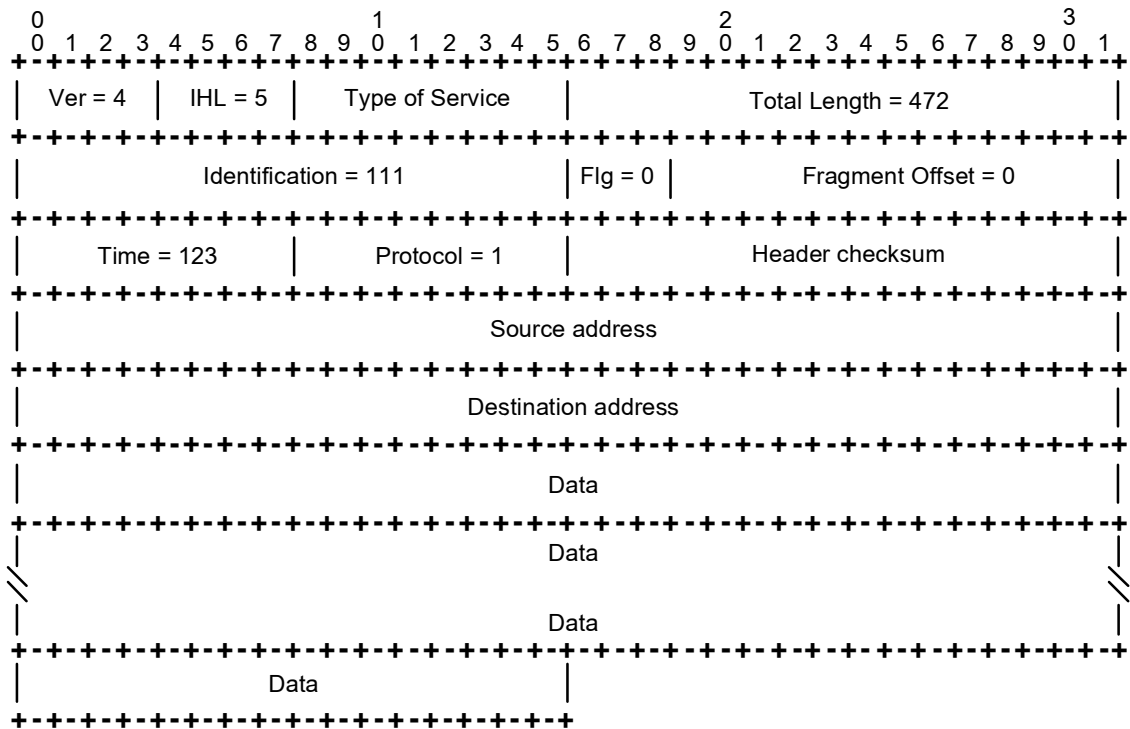 0 1 2 3
0 1 2 3 4 5 6 7 8 9 0 1 2 3 4 5 6 7 8 9 0 1 2 3 4 5 6 7 8 9 0 1
Ver = 4 IHL = 5 Type of Service Total Length = 472
Identification = 111 Flg = 0 Fragment Offset = 0
Time = 123 Protocol = 1 Header checksum
Source address
Destination address
Data
Data
Data
Data